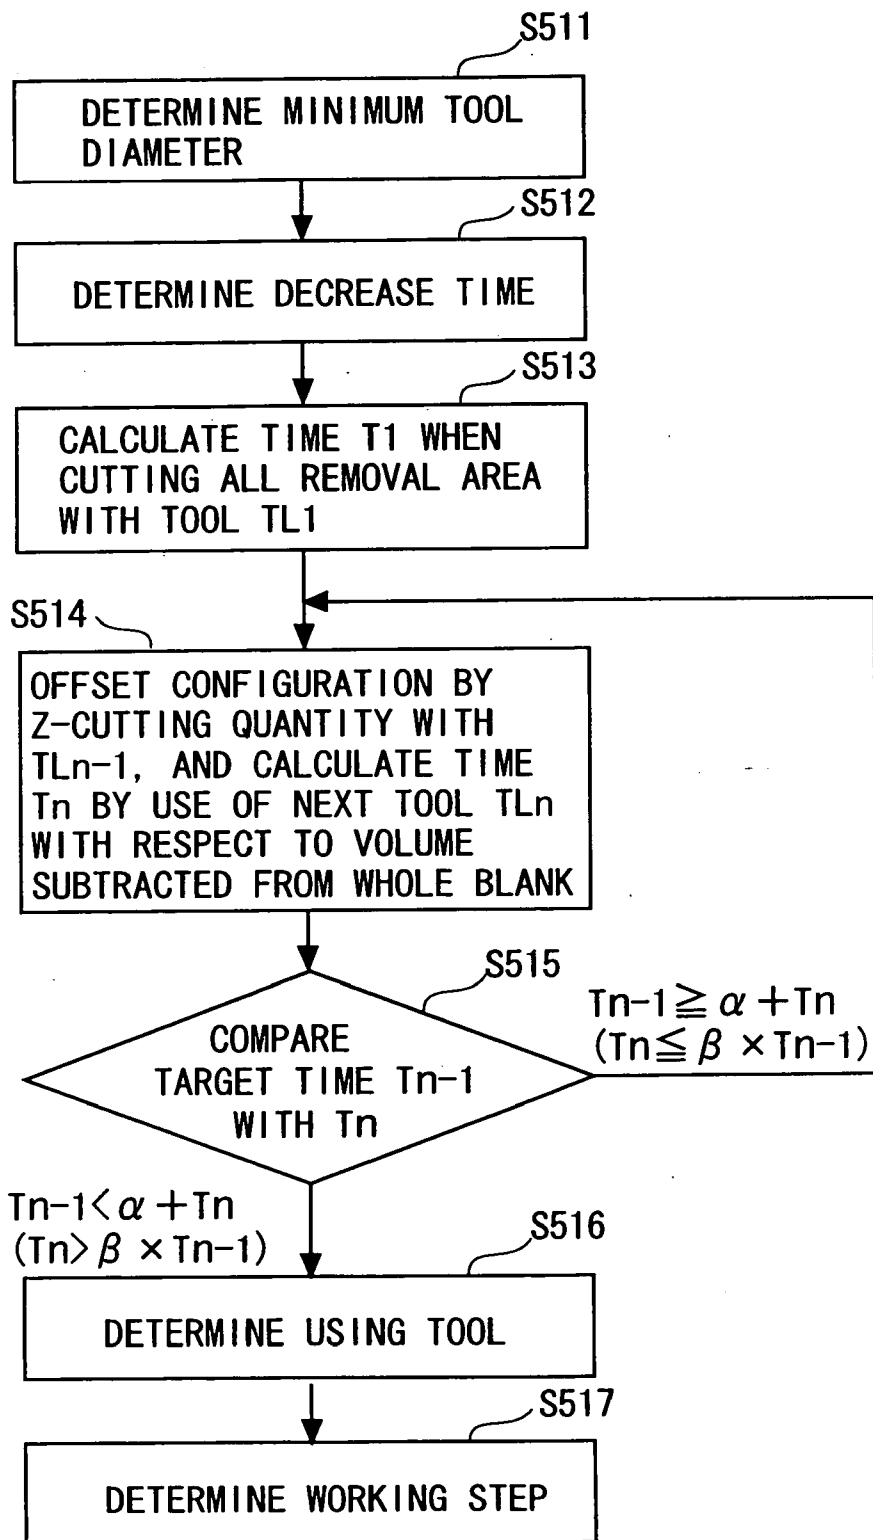 S511
DETERMINE MINIMUM TOOL
DIAMETER
S512
DETERMINE DECREASE TIME
S513
CALCULATE TIME T1 WHEN
CUTTING ALL REMOVAL AREA
WITH TOOL TL1
S514
OFFSET CONFIGURATION BY
Z-CUTTING QUANTITY WITH
TLn-1, AND CALCULATE TIME
Tn BY USE OF NEXT TOOL TLn
WITH RESPECT TO VOLUME
SUBTRACTED FROM WHOLE BLANK
S515
COMPARE
TARGET TIME Tn-1
WITH Tn
Tn-1≧α+Tn
(Tn≦β×Tn-1)
Tn-1<α+Tn
(Tn>β×Tn-1)
S516
DETERMINE USING TOOL
S517
DETERMINE WORKING STEP